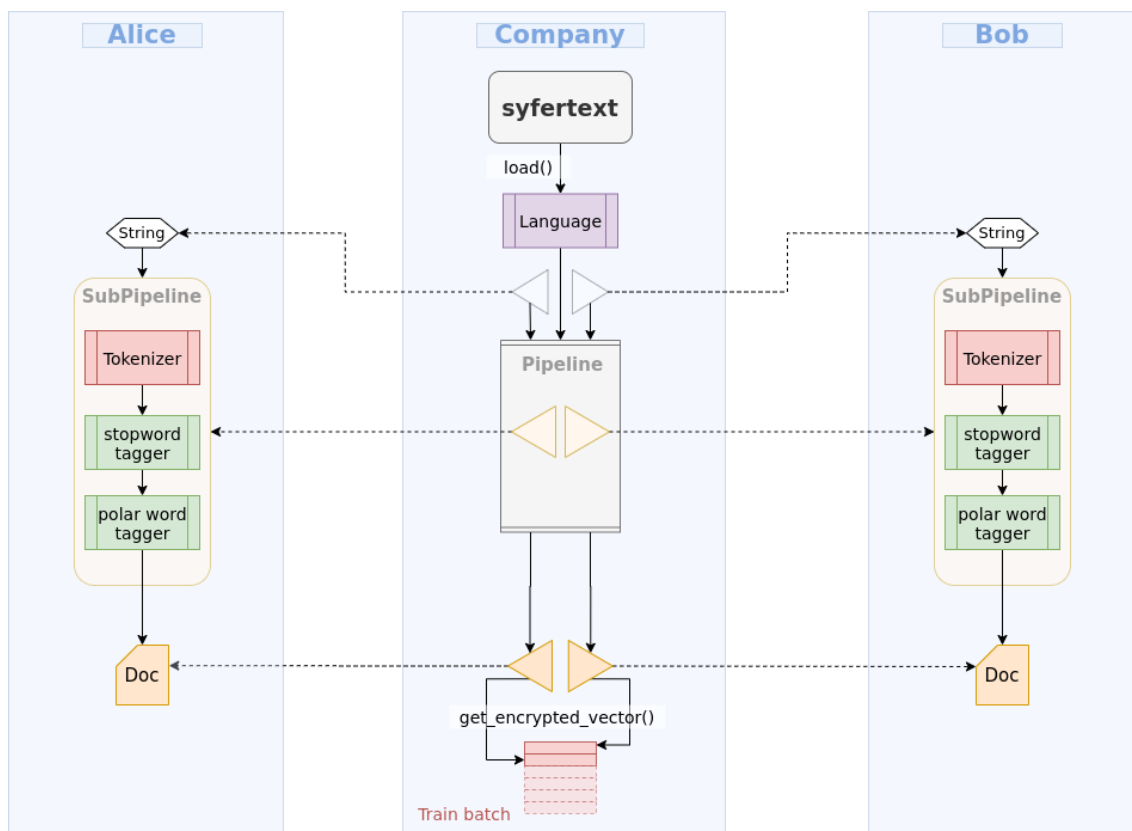 Alice
Company
Bob
syfertext
load()
Language
String
String
SubPipeline
SubPipeline
Tokenizer
Pipeline
Tokenizer
stopword
tagger
stopword
tagger
polar word
tagger
polar word
tagger
Doc
Doc
get_encrypted_vector()
Train batch